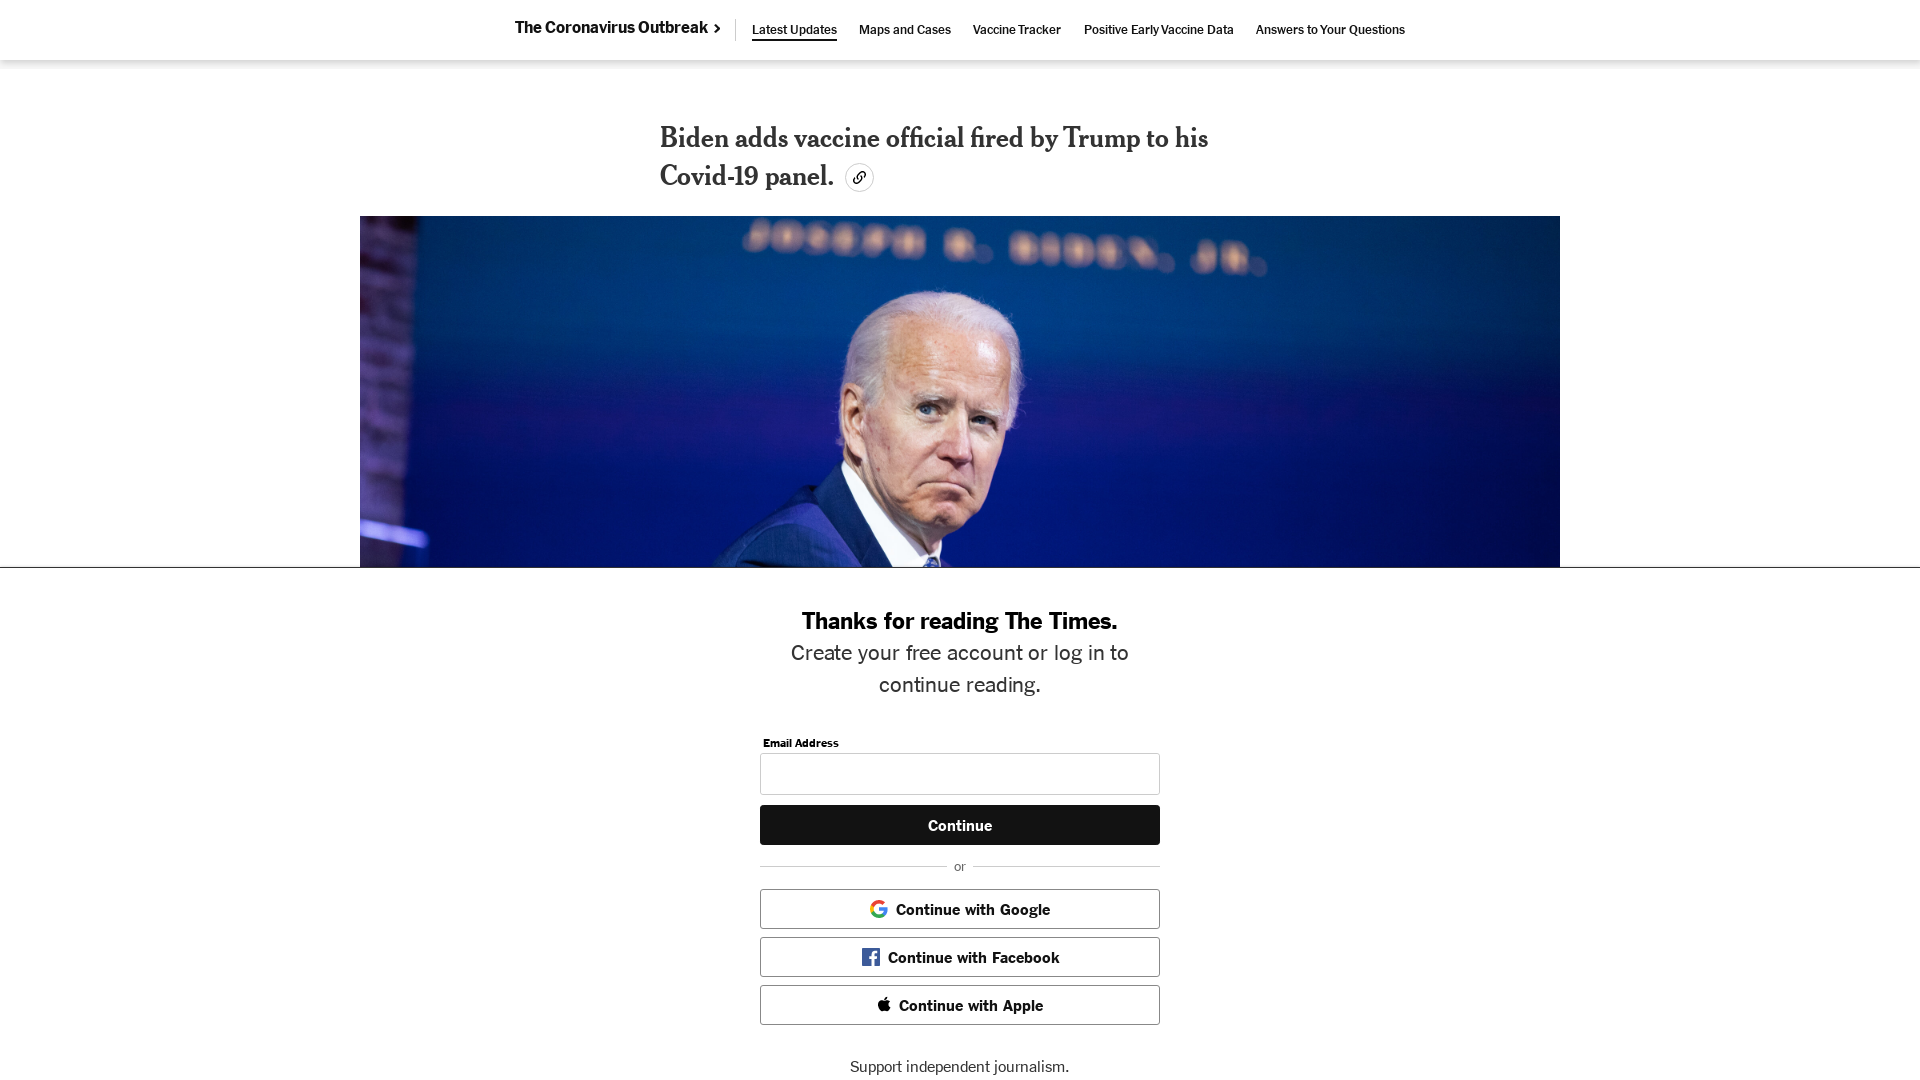 The Coronavirus Outbreak >
Latest Updates
Maps and Cases
Vaccine Tracker
Positive Early Vaccine Data
Answers to Your Questions
Biden adds vaccine official fired by Trump to his
Covid-19 panel.
JOSEPH R. BIDEN, JR.
Thanks for reading The Times.
Create your free account or log in to
continue reading.
Email Address
Continue
or
Continue with Google
Continue with Facebook
Continue with Apple
Support independent journalism.